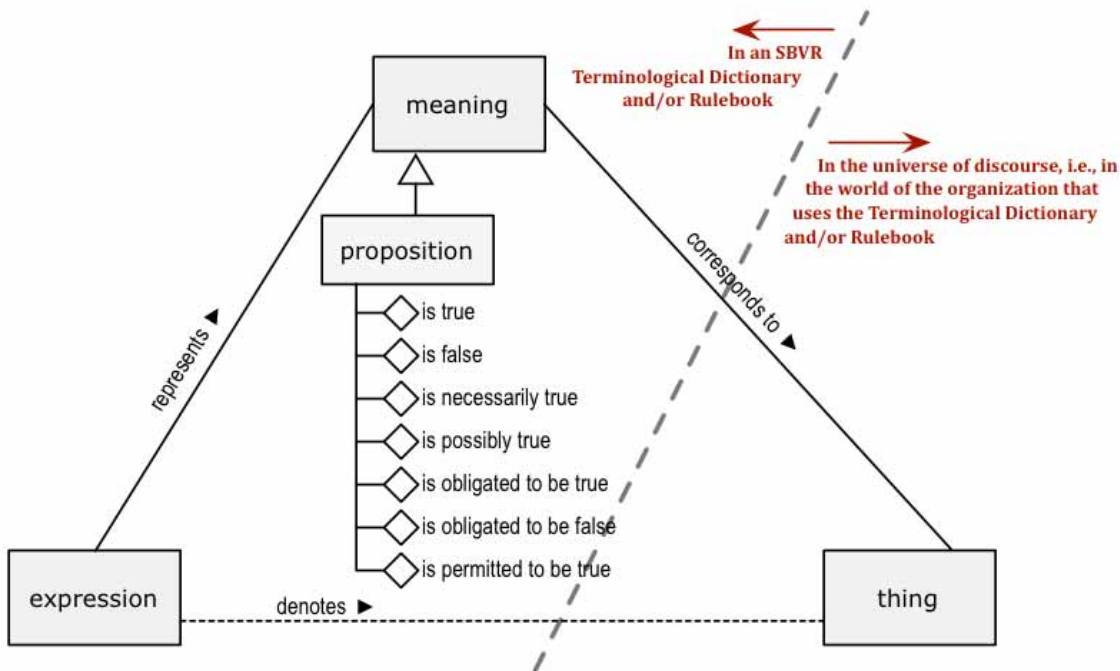 In an SBVR
Terminological Dictionary
and/or Rulebook
meaning
In the universe of discourse, i.e., in
the world of the organization that
uses the Terminological Dictionary
and/or Rulebook
proposition
corresponds to ▶
is true
is false
represents ▶
is necessarily true
is possibly true
is obligated to be true
is obligated to be false
is permitted to be true
expression
denotes ▶
thing